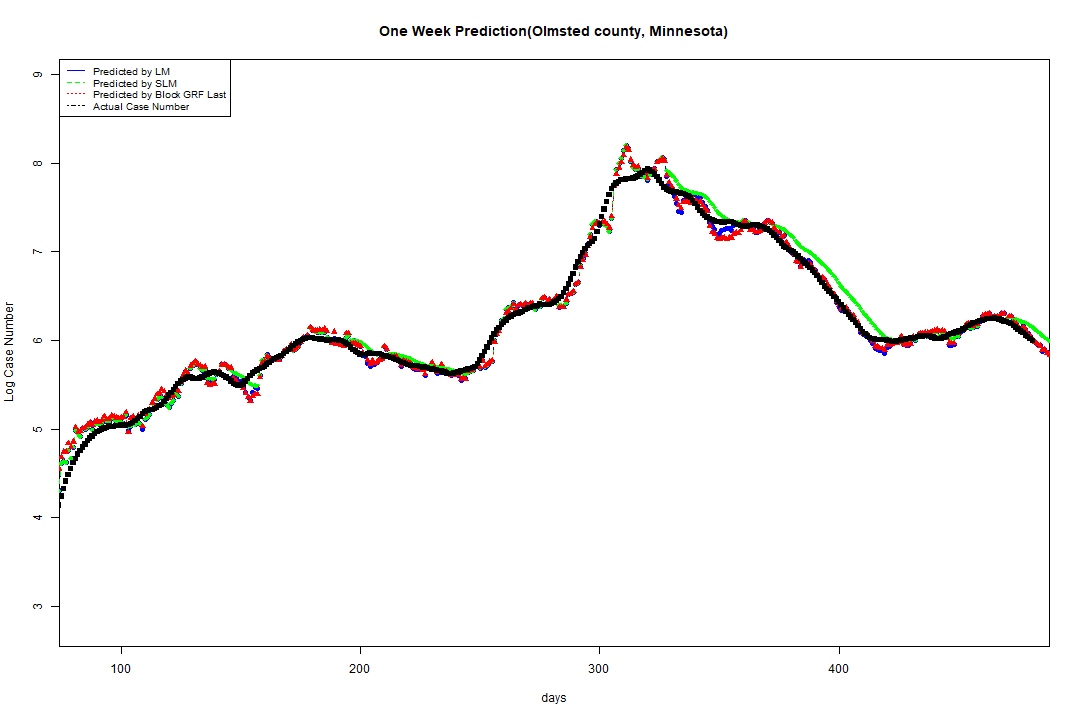 One Week Prediction(Olmsted county, Minnesota)
Predicted by LM
Predicted by SLM
Predicted by Block GRF Last
Actual Case Number
Log Case Number
9
8
7
6
5
4
3
100 200 300 400
days